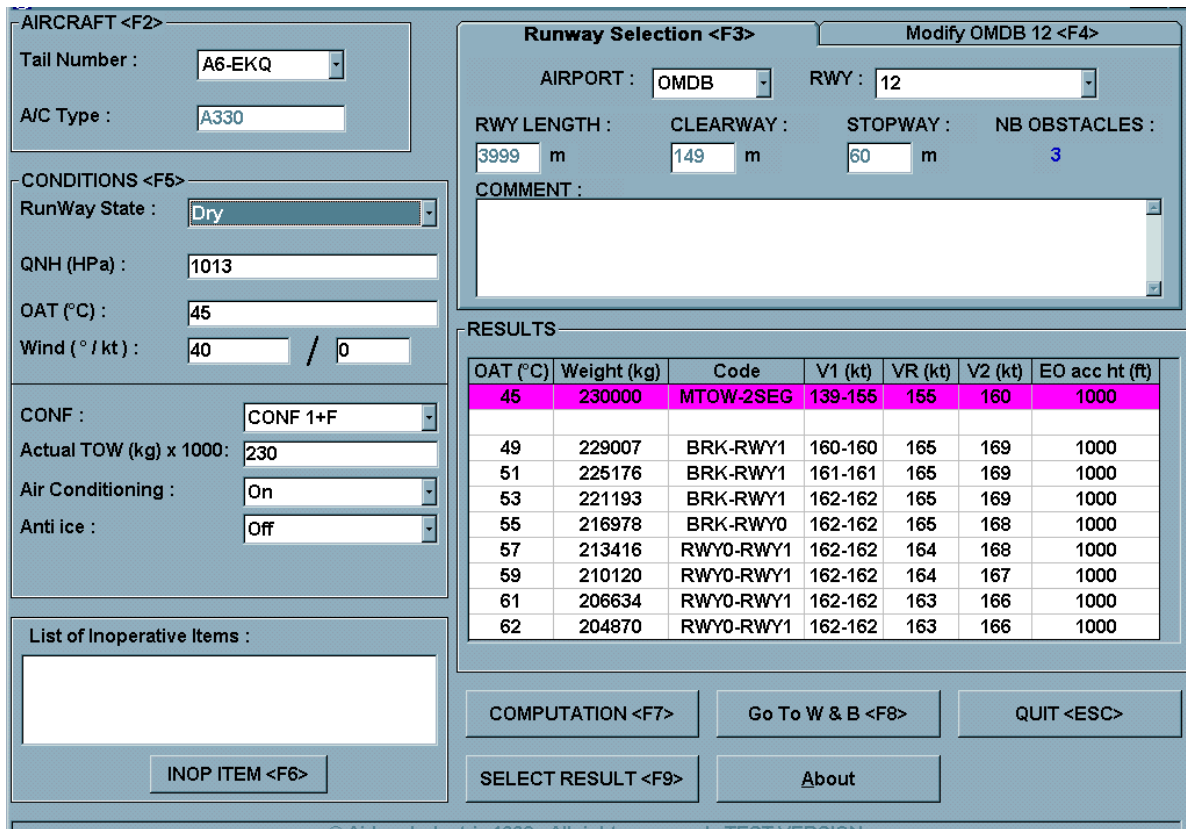 AIRCRAFT <F2>
Tail Number : A6-EKQ
A/C Type : A330
Runway Selection <F3> Modify OMDB 12 <F4>
AIRPORT : OMDB RWY : 12
RWY LENGTH : CLEARWAY : STOPWAY : NB OBSTACLES :
3999 m 149 m 60 m 3
COMMENT :
CONDITIONS <F5>
RunWay State : Dry
QNH (HPa) : 1013
OAT (°C) : 45
Wind ( ° / kt ) : 40 / 0
CONF : CONF 1+F
Actual TOW (kg) x 1000: 230
Air Conditioning : On
Anti ice : Off
RESULTS
OAT (°C) Weight (kg) Code V1 (kt) VR (kt) V2 (kt) EO acc ht (ft)
45 230000 MTOW-2SEG 139-155 155 160 1000
49 229007 BRK-RWY1 160-160 165 169 1000
51 225176 BRK-RWY1 161-161 165 169 1000
53 221193 BRK-RWY1 162-162 165 169 1000
55 216978 BRK-RWY0 162-162 165 168 1000
57 213416 RWY0-RWY1 162-162 164 168 1000
59 210120 RWY0-RWY1 162-162 164 167 1000
61 206634 RWY0-RWY1 162-162 163 166 1000
62 204870 RWY0-RWY1 162-162 163 166 1000
List of Inoperative Items :
INOP ITEM <F6>
COMPUTATION <F7> Go To W & B <F8> QUIT <ESC>
SELECT RESULT <F9> About